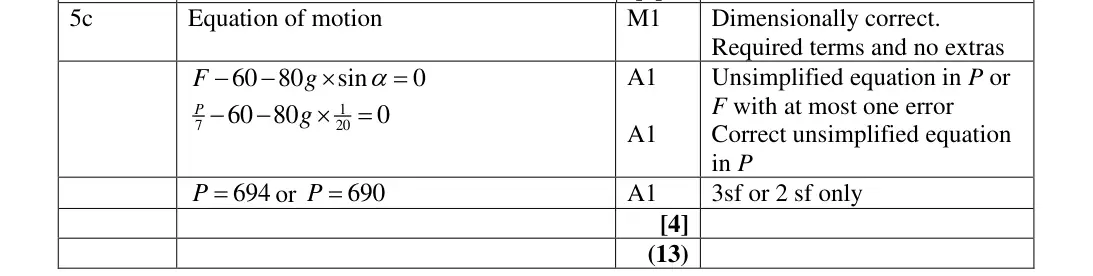 5c Equation of motion M1 Dimensionally correct.
Required terms and no extras
F − 60 − 80g × sin α = 0 A1 Unsimplified equation in P or
P/7 − 60 − 80g × 1/20 = 0 F with at most one error
A1 Correct unsimplified equation
in P
P = 694 or P = 690 A1 3sf or 2 sf only
[4]
(13)